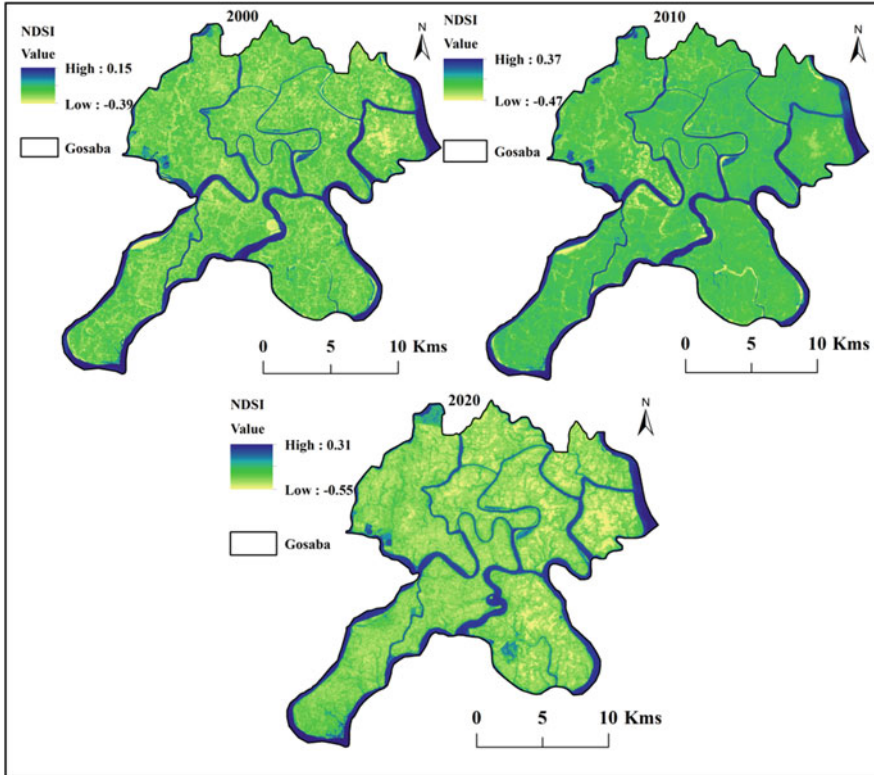 2000
NDSI
Value
High : 0.15
Low : -0.39
Gosaba
N
0 5 10 Kms
2010
NDSI
Value
High : 0.37
Low : -0.47
Gosaba
N
0 5 10 Kms
2020
NDSI
Value
High : 0.31
Low : -0.55
Gosaba
N
0 5 10 Kms